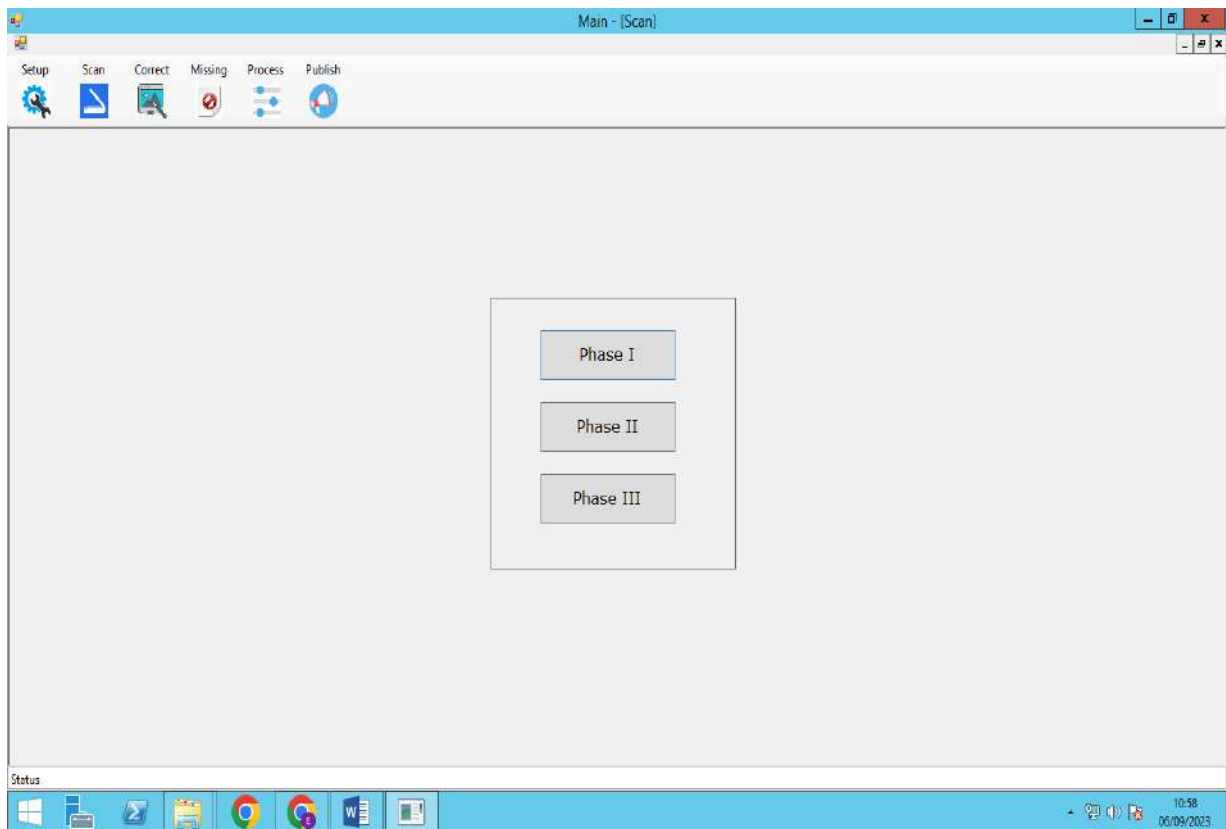 Main - [Scan]
Setup Scan Correct Missing Process Publish
Phase I
Phase II
Phase III
Status
10:58
06/09/2023